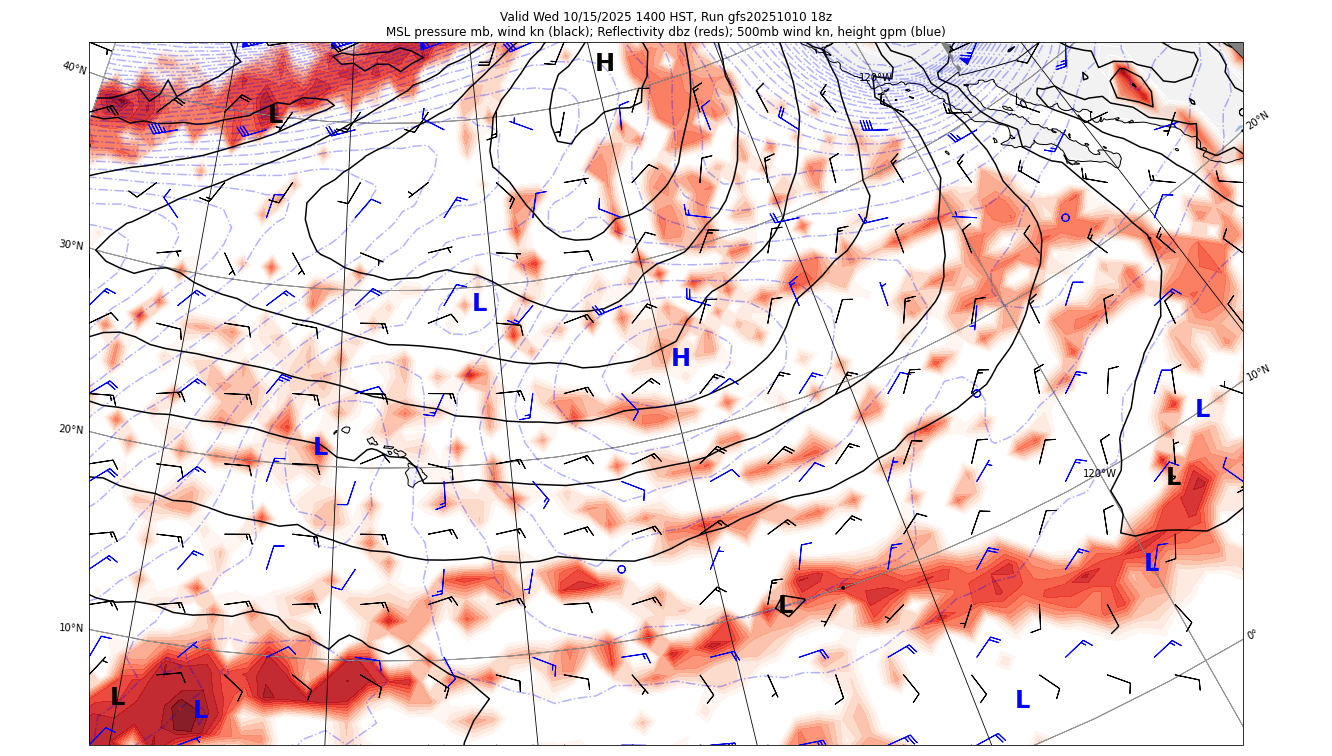 Valid Wed 10/15/2025 1400 HST, Run gfs20251010 18z
MSL pressure mb, wind kn (black); Reflectivity dbz (reds); 500mb wind kn, height gpm (blue)
H
40°N
120°W
L
20°N
30°N
L
H
10°N
L
20°N
L
120°W
L
L
L
10°N
0°
L
L
L